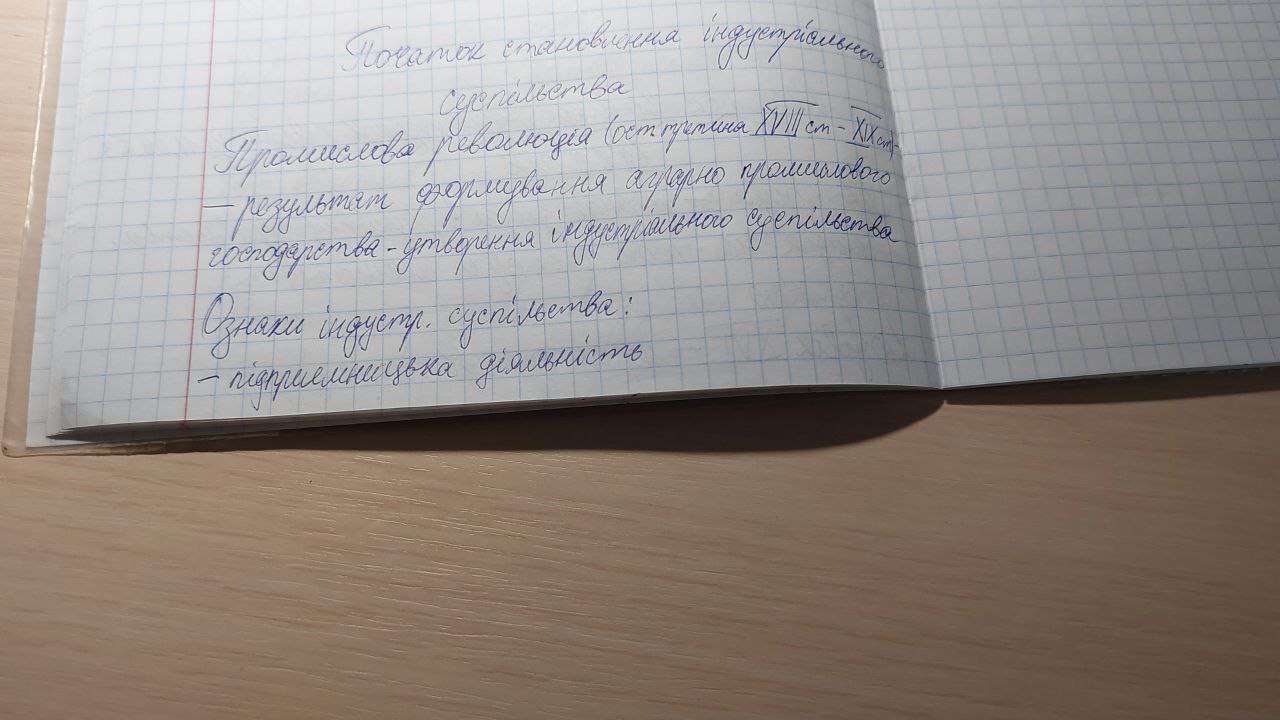 Початок становлення індустріального
суспільства
Промислова революція (ост третина XVIII ст - XIX ст) -
- результат формування аграрно промислового
господарства - утворення індустріального суспільства
Ознаки індустр. суспільства:
- підприємницька діяльність